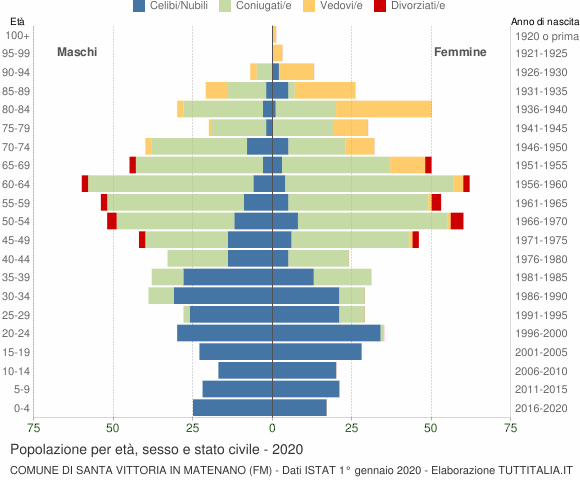 Celibi/Nubili Coniugati/e Vedovi/e Divorziati/e
Età Anno di nascita
Maschi Femmine
100+ 1920 o prima
95-99 1921-1925
90-94 1926-1930
85-89 1931-1935
80-84 1936-1940
75-79 1941-1945
70-74 1946-1950
65-69 1951-1955
60-64 1956-1960
55-59 1961-1965
50-54 1966-1970
45-49 1971-1975
40-44 1976-1980
35-39 1981-1985
30-34 1986-1990
25-29 1991-1995
20-24 1996-2000
15-19 2001-2005
10-14 2006-2010
5-9 2011-2015
0-4 2016-2020
75 50 25 0 25 50 75
Popolazione per età, sesso e stato civile - 2020
COMUNE DI SANTA VITTORIA IN MATENANO (FM) - Dati ISTAT 1° gennaio 2020 - Elaborazione TUTTITALIA.IT